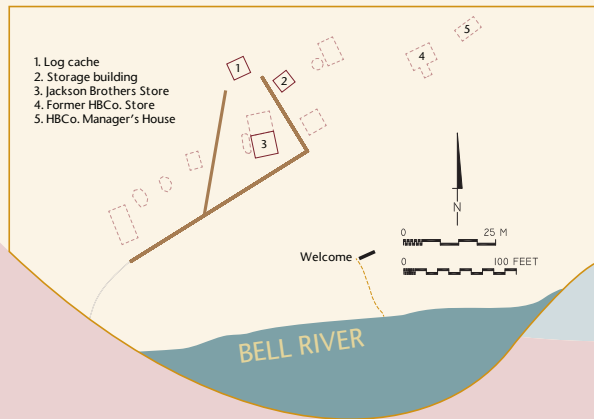 1. Log cache
2. Storage building
3. Jackson Brothers Store
4. Former HBCo. Store
5. HBCo. Manager's House
5
4
1
2
3
N
0 25 M
Welcome
0 100 FEET
BELL RIVER